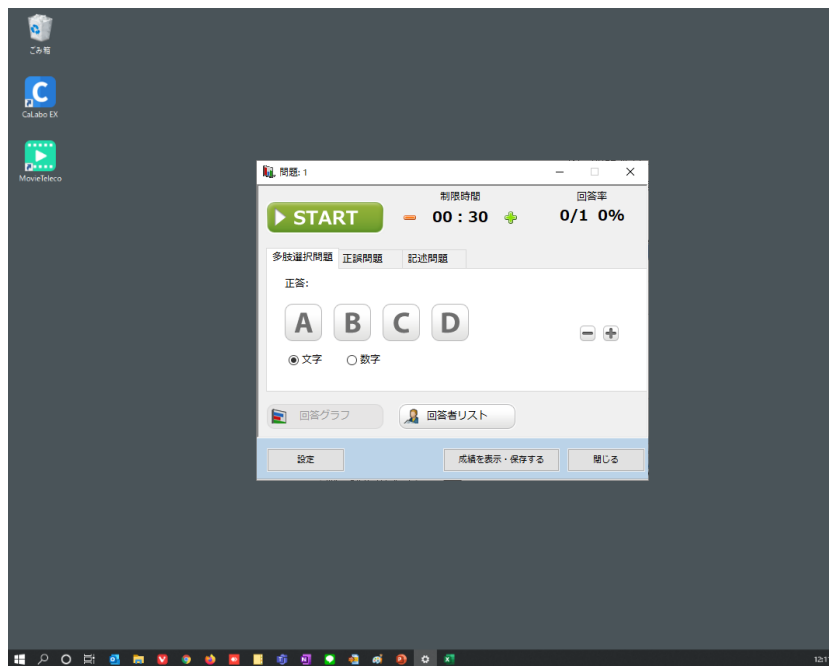 ごみ箱
CaLabo EX
MovieTeleco
問題: 1
制限時間
回答率
START
00 : 30
0/1 0%
多肢選択問題 正誤問題 記述問題
正答:
A B C D
文字 数字
回答グラフ 回答者リスト
設定 成績を表示・保存する 閉じる